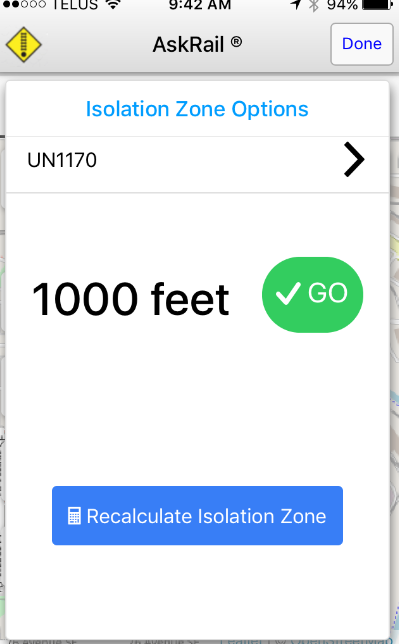 TELUS 9:42 AM 94%
AskRail ®
Done
Isolation Zone Options
UN1170
1000 feet
GO
Recalculate Isolation Zone